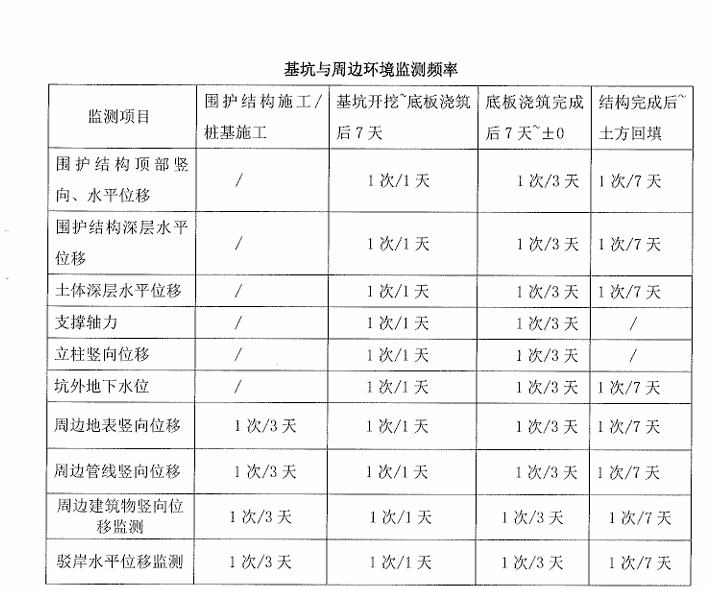 基坑与周边环境监测频率
监测项目 围护结构施工/桩基施工 基坑开挖~底板浇筑后7天 底板浇筑完成后7天~±0 结构完成后~土方回填
围护结构顶部竖向、水平位移 / 1次/1天 1次/3天 1次/7天
围护结构深层水平位移 / 1次/1天 1次/3天 1次/7天
土体深层水平位移 / 1次/1天 1次/3天 1次/7天
支撑轴力 / 1次/1天 1次/3天 /
立柱竖向位移 / 1次/1天 1次/3天 /
坑外地下水位 / 1次/1天 1次/3天 1次/7天
周边地表竖向位移 1次/3天 1次/1天 1次/3天 1次/7天
周边管线竖向位移 1次/3天 1次/1天 1次/3天 1次/7天
周边建筑物竖向位移监测 1次/3天 1次/1天 1次/3天 1次/7天
驳岸水平位移监测 1次/3天 1次/1天 1次/3天 1次/7天